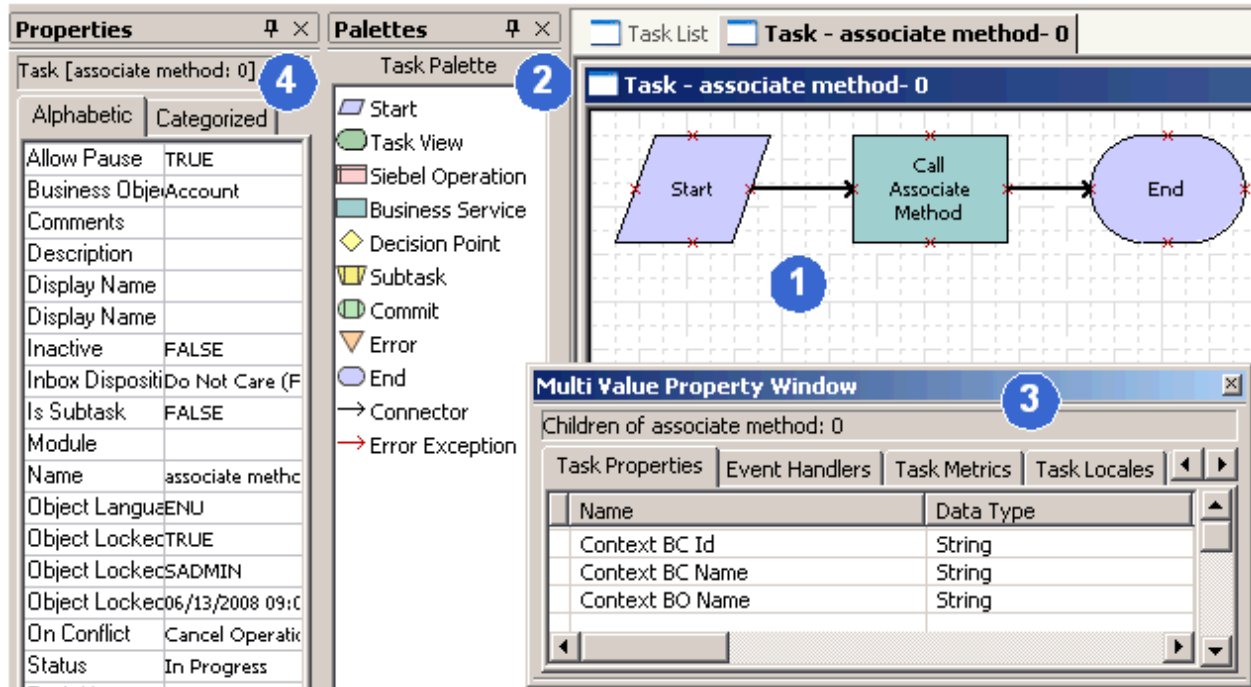 Properties
Task [associate method: 0]
4
Alphabetic Categorized
Allow Pause TRUE
Business Obje Account
Comments
Description
Display Name
Display Name
Inactive FALSE
Inbox Dispositi Do Not Care (F
Is Subtask FALSE
Module
Name associate methc
Object Langua ENU
Object Locked TRUE
Object Locked SADMIN
Object Locked 06/13/2008 09:0
On Conflict Cancel Operatic
Status In Progress
Palettes
Task Palette
2
Start
Task View
Siebel Operation
Business Service
Decision Point
Subtask
Commit
Error
End
Connector
Error Exception
Task List Task - associate method- 0
Task - associate method- 0
Start
Call
Associate
Method
End
1
Multi Value Property Window
3
Children of associate method: 0
Task Properties Event Handlers Task Metrics Task Locales
Name Data Type
Context BC Id String
Context BC Name String
Context BO Name String